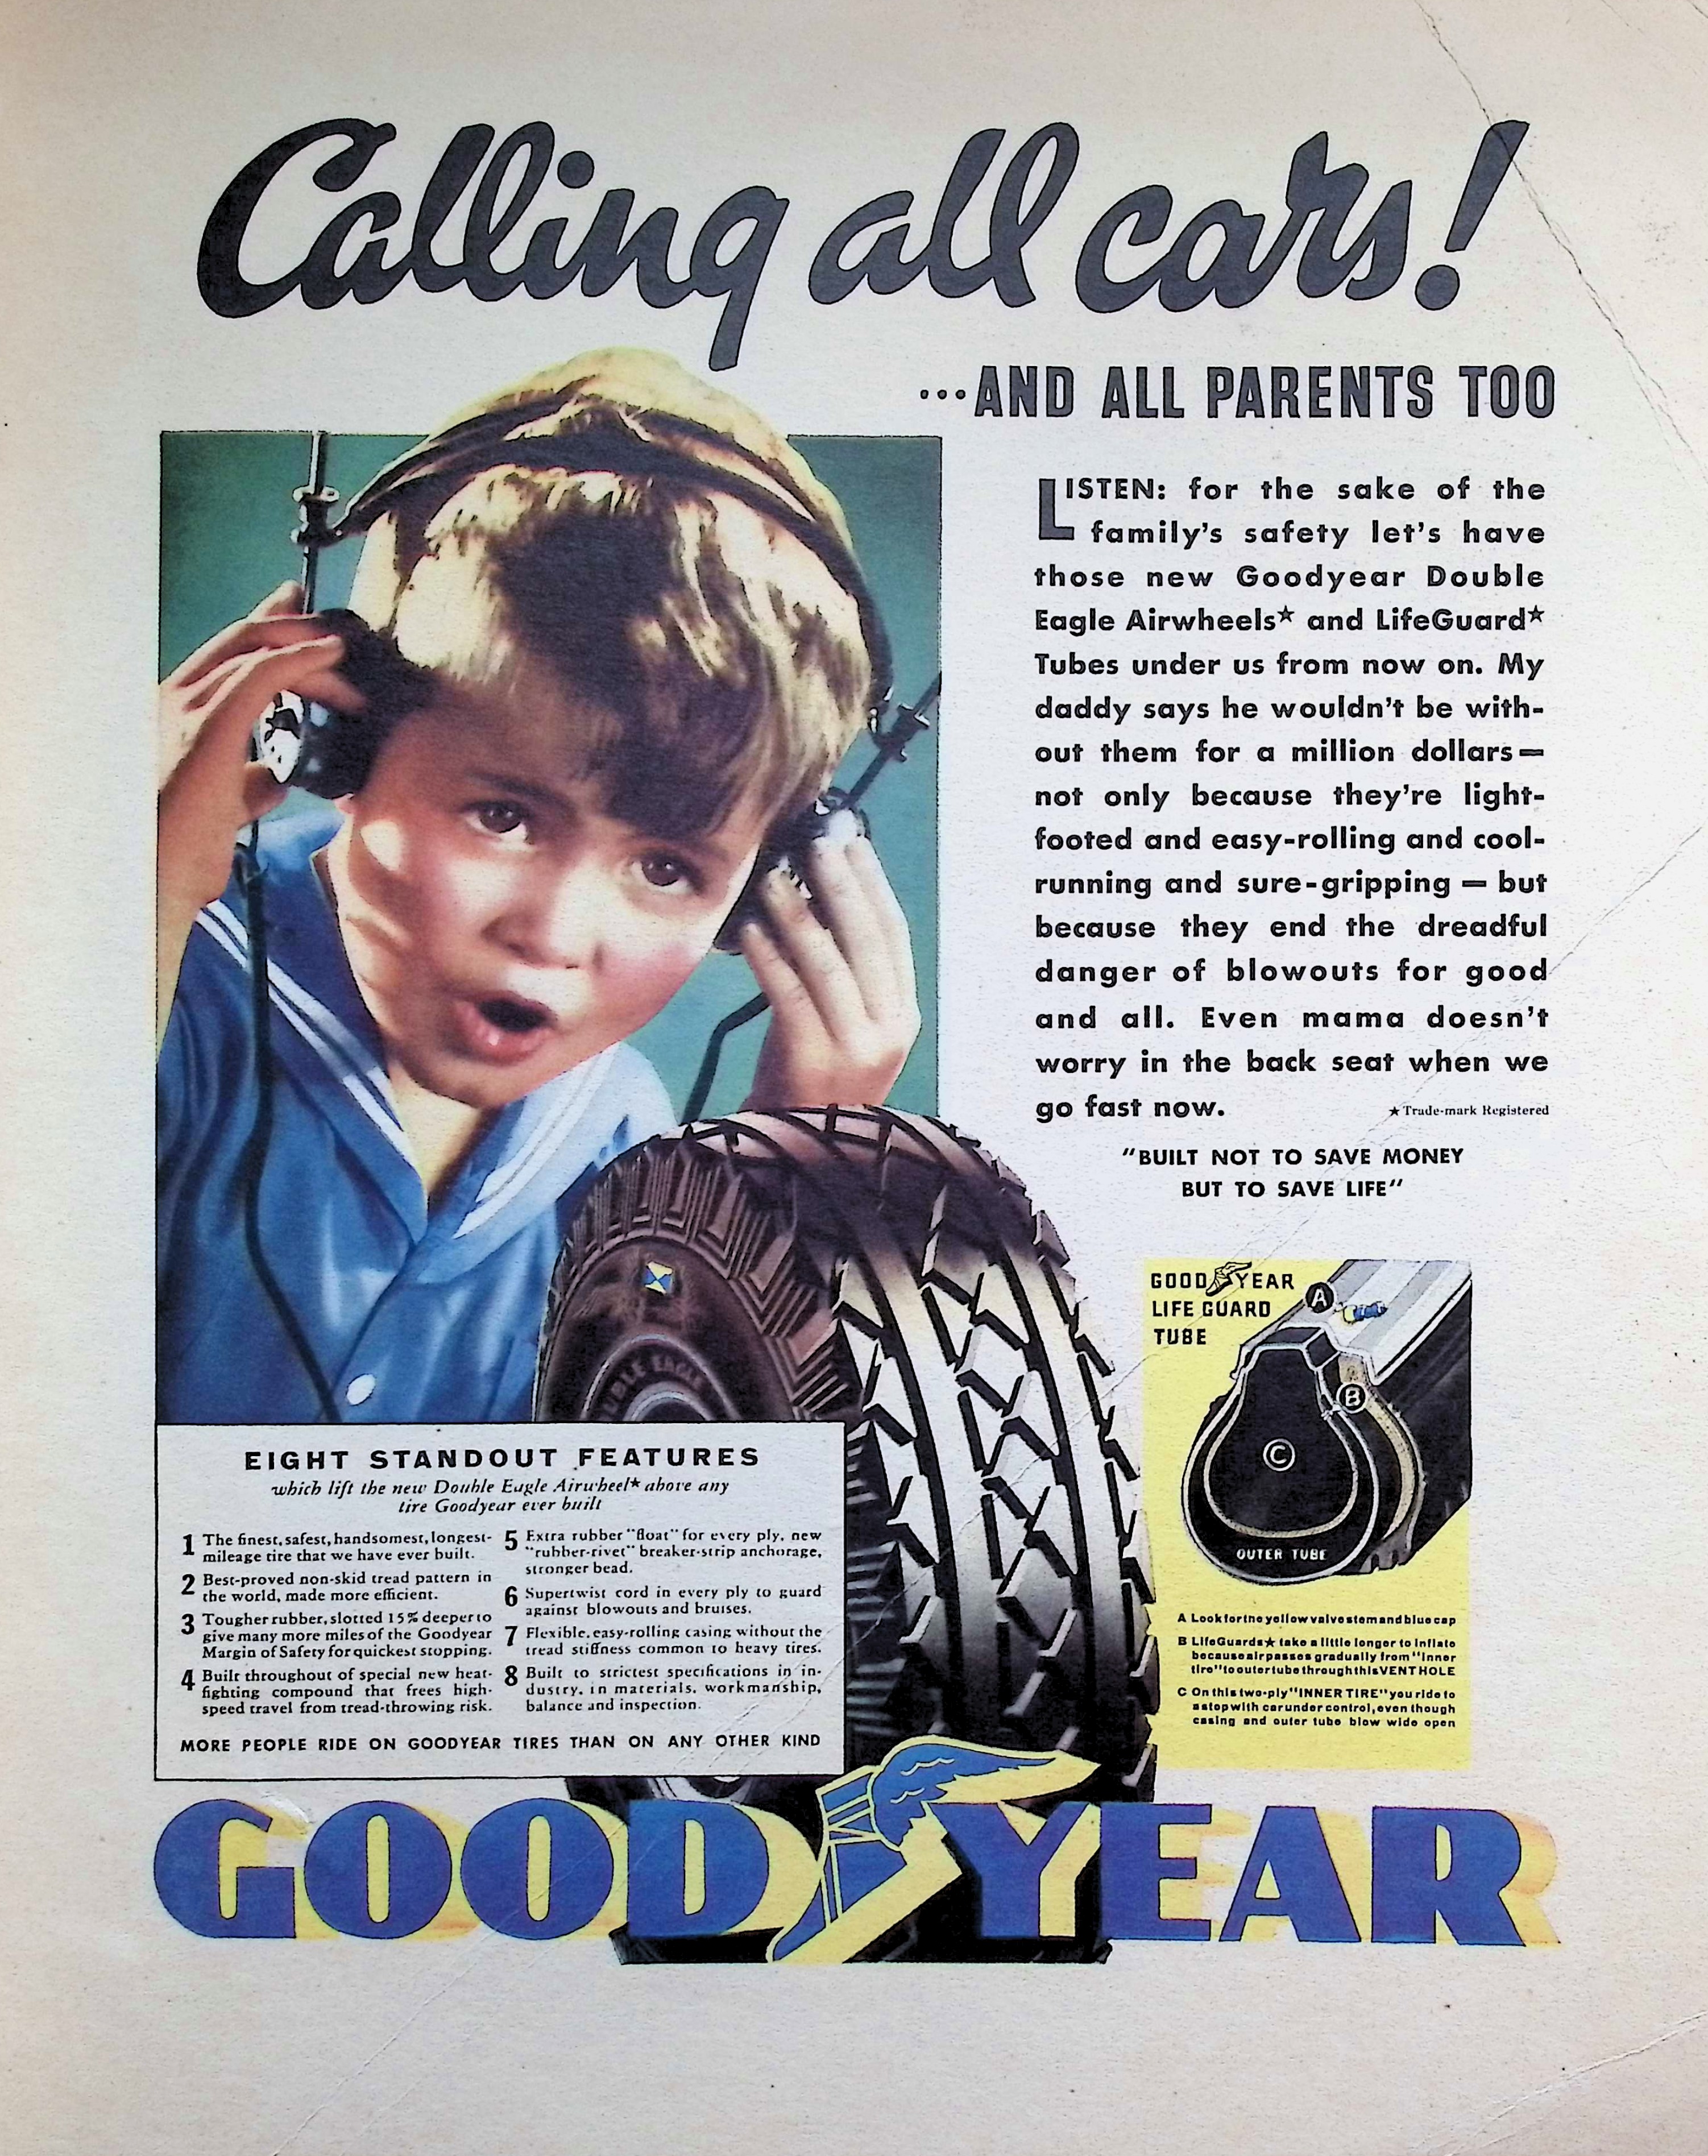 Calling all cars!
...AND ALL PARENTS TOO
LISTEN: for the sake of the
family's safety let's have
those new Goodyear Double
Eagle Airwheels★ and LifeGuard★
Tubes under us from now on. My
daddy says he wouldn't be with-
out them for a million dollars—
not only because they're light-
footed and easy-rolling and cool-
running and sure-gripping — but
because they end the dreadful
danger of blowouts for good
and all. Even mama doesn't
worry in the back seat when we
go fast now.
★Trade-mark Registered
"BUILT NOT TO SAVE MONEY
BUT TO SAVE LIFE"
DOUBLE EAGLE
GOODYEAR
LIFE GUARD
TUBE
A
B
C
OUTER TUBE
A Look for the yellow valve stem and blue cap
B LifeGuards★ take a little longer to inflate
because air passes gradually from "inner
tire" to outer tube through this VENT HOLE
C On this two-ply "INNER TIRE" you ride to
a stop with car under control, even though
casing and outer tube blow wide open
EIGHT STANDOUT FEATURES
which lift the new Double Eagle Airwheel★ above any
tire Goodyear ever built
1 The finest, safest, handsomest, longest-
mileage tire that we have ever built.
2 Best-proved non-skid tread pattern in
the world, made more efficient.
3 Tougher rubber, slotted 15% deeper to
give many more miles of the Goodyear
Margin of Safety for quickest stopping.
4 Built throughout of special new heat-
fighting compound that frees high-
speed travel from tread-throwing risk.
5 Extra rubber "float" for every ply, new
"rubber-rivet" breaker-strip anchorage,
stronger bead.
6 Supertwist cord in every ply to guard
against blowouts and bruises.
7 Flexible, easy-rolling casing without the
tread stiffness common to heavy tires.
8 Built to strictest specifications in in-
dustry, in materials, workmanship,
balance and inspection.
MORE PEOPLE RIDE ON GOODYEAR TIRES THAN ON ANY OTHER KIND
GOODYEAR